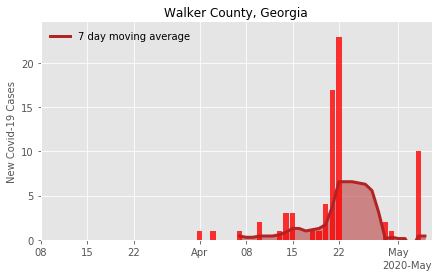 Walker County, Georgia
7 day moving average
New Covid-19 Cases
20
15
10
5
0
08
15
22
Apr
08
15
22
May
2020-May